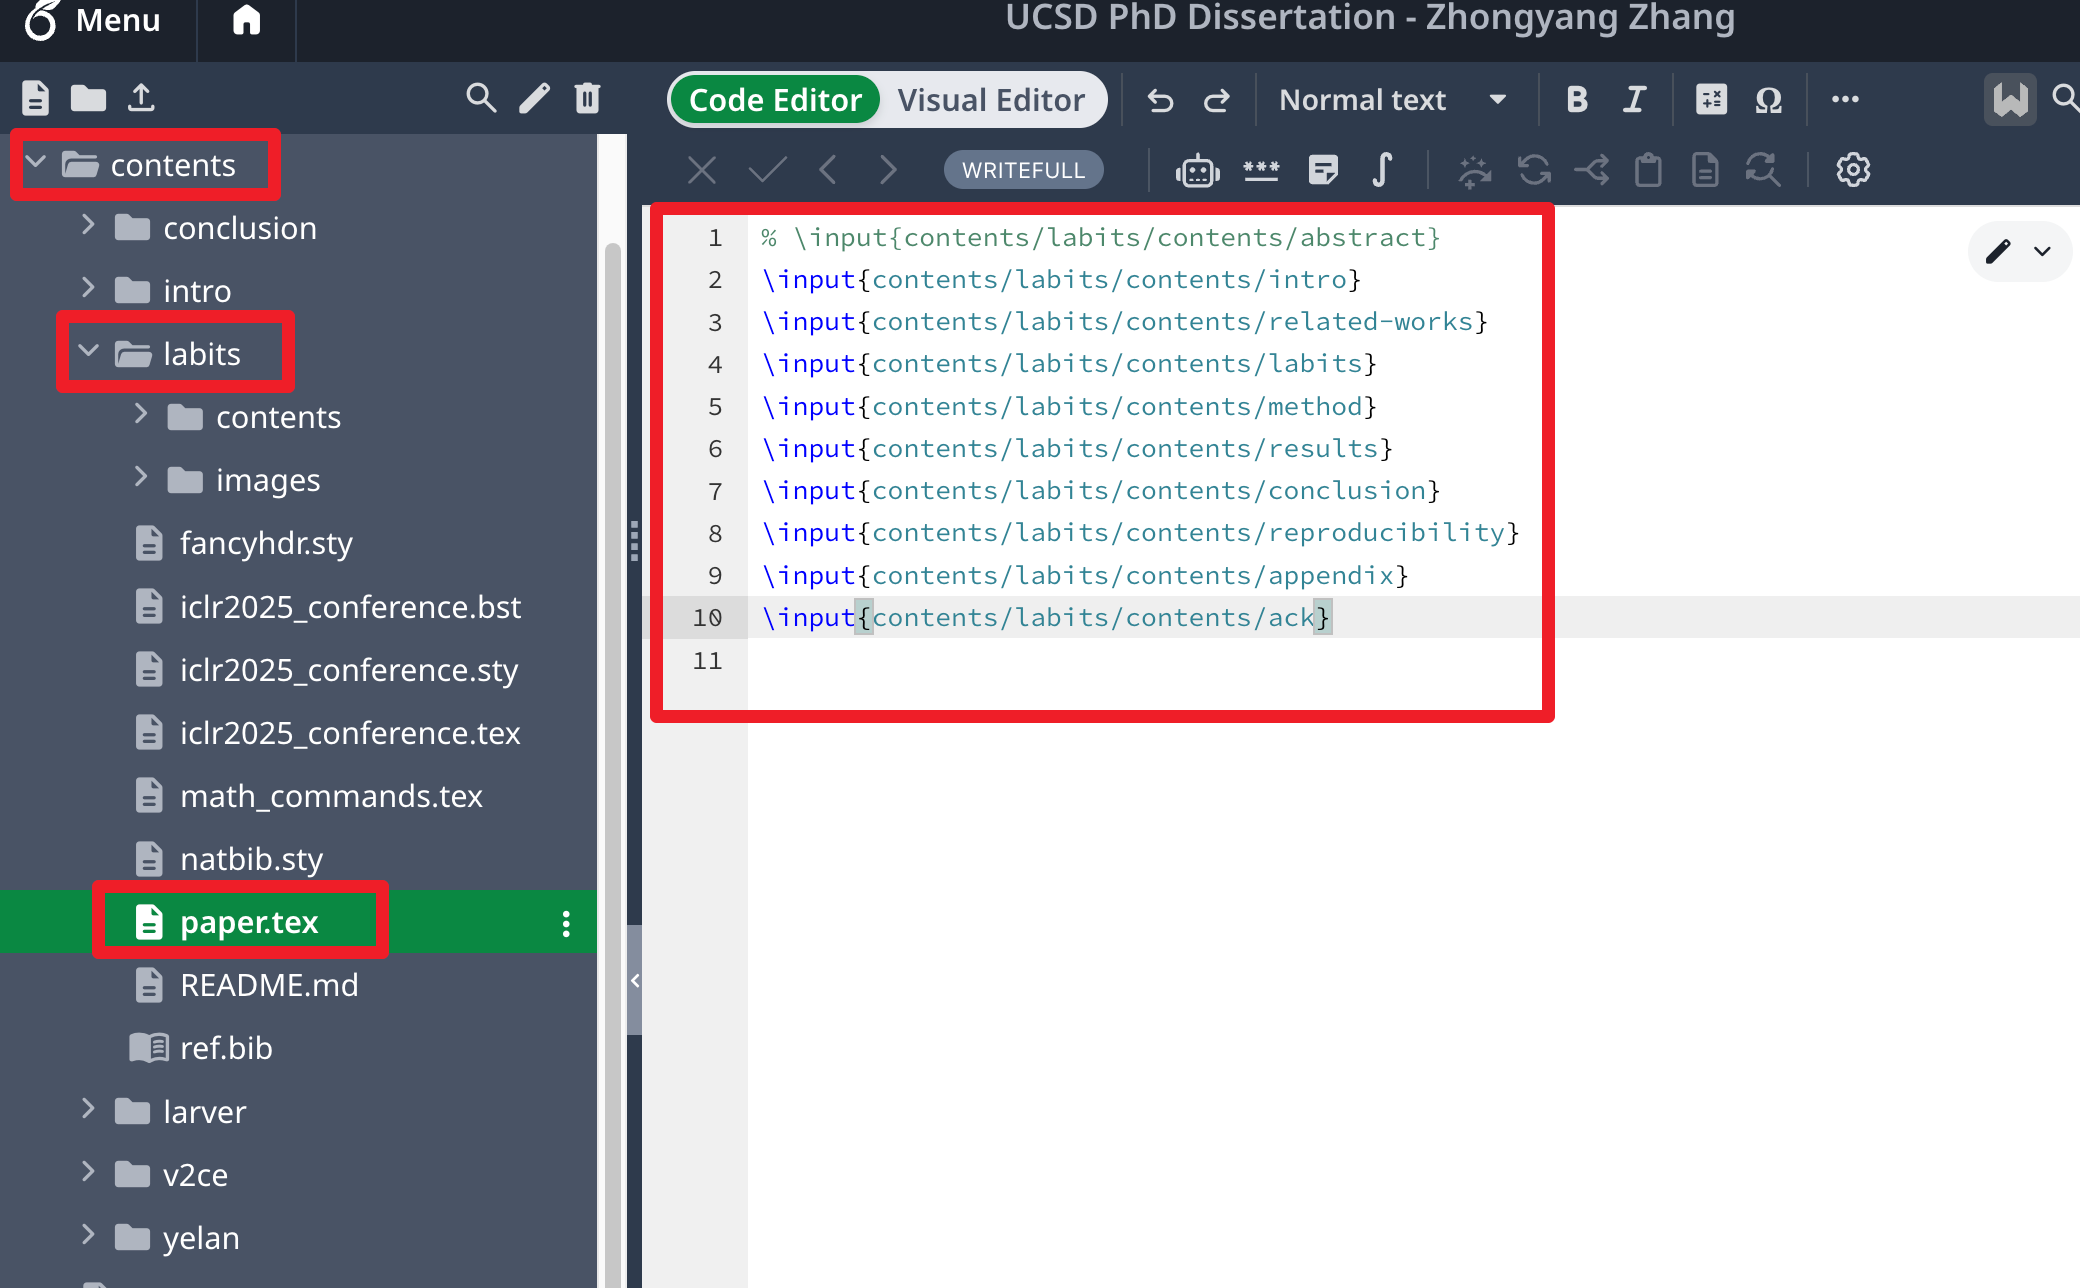 Menu
UCSD PhD Dissertation - Zhongyang Zhang
Code Editor
Visual Editor
Normal text
B
I
Ω
WRITEFULL
contents
conclusion
intro
labits
contents
images
fancyhdr.sty
iclr2025_conference.bst
iclr2025_conference.sty
iclr2025_conference.tex
math_commands.tex
natbib.sty
paper.tex
README.md
ref.bib
larver
v2ce
yelan
1 % \input{contents/labits/contents/abstract}
2 \input{contents/labits/contents/intro}
3 \input{contents/labits/contents/related-works}
4 \input{contents/labits/contents/labits}
5 \input{contents/labits/contents/method}
6 \input{contents/labits/contents/results}
7 \input{contents/labits/contents/conclusion}
8 \input{contents/labits/contents/reproducibility}
9 \input{contents/labits/contents/appendix}
10 \input{contents/labits/contents/ack}
11